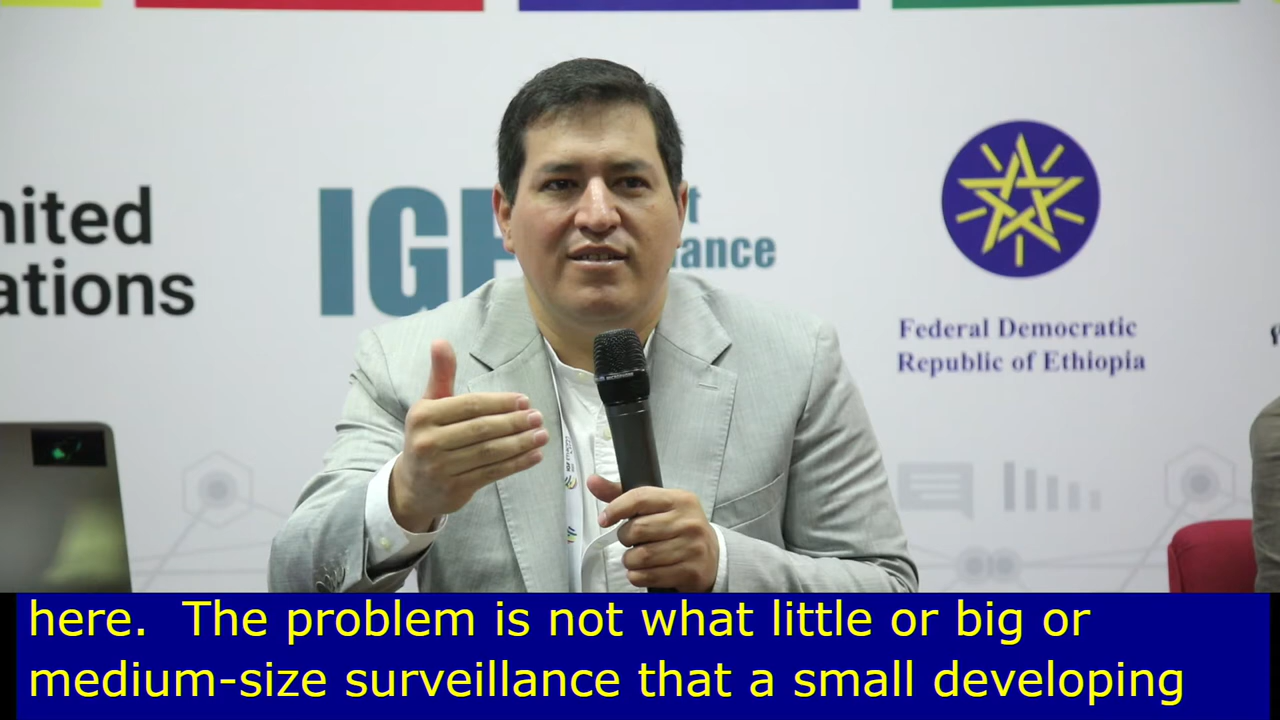 nited
ations
IGF
t
ance
Federal Democratic
Republic of Ethiopia
here.  The problem is not what little or big or
medium-size surveillance that a small developing